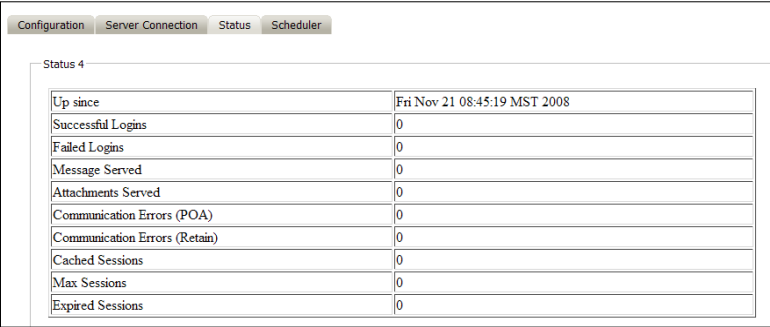 Configuration Server Connection Status Scheduler
Status 4
Up since Fri Nov 21 08:45:19 MST 2008
Successful Logins 0
Failed Logins 0
Message Served 0
Attachments Served 0
Communication Errors (POA) 0
Communication Errors (Retain) 0
Cached Sessions 0
Max Sessions 0
Expired Sessions 0